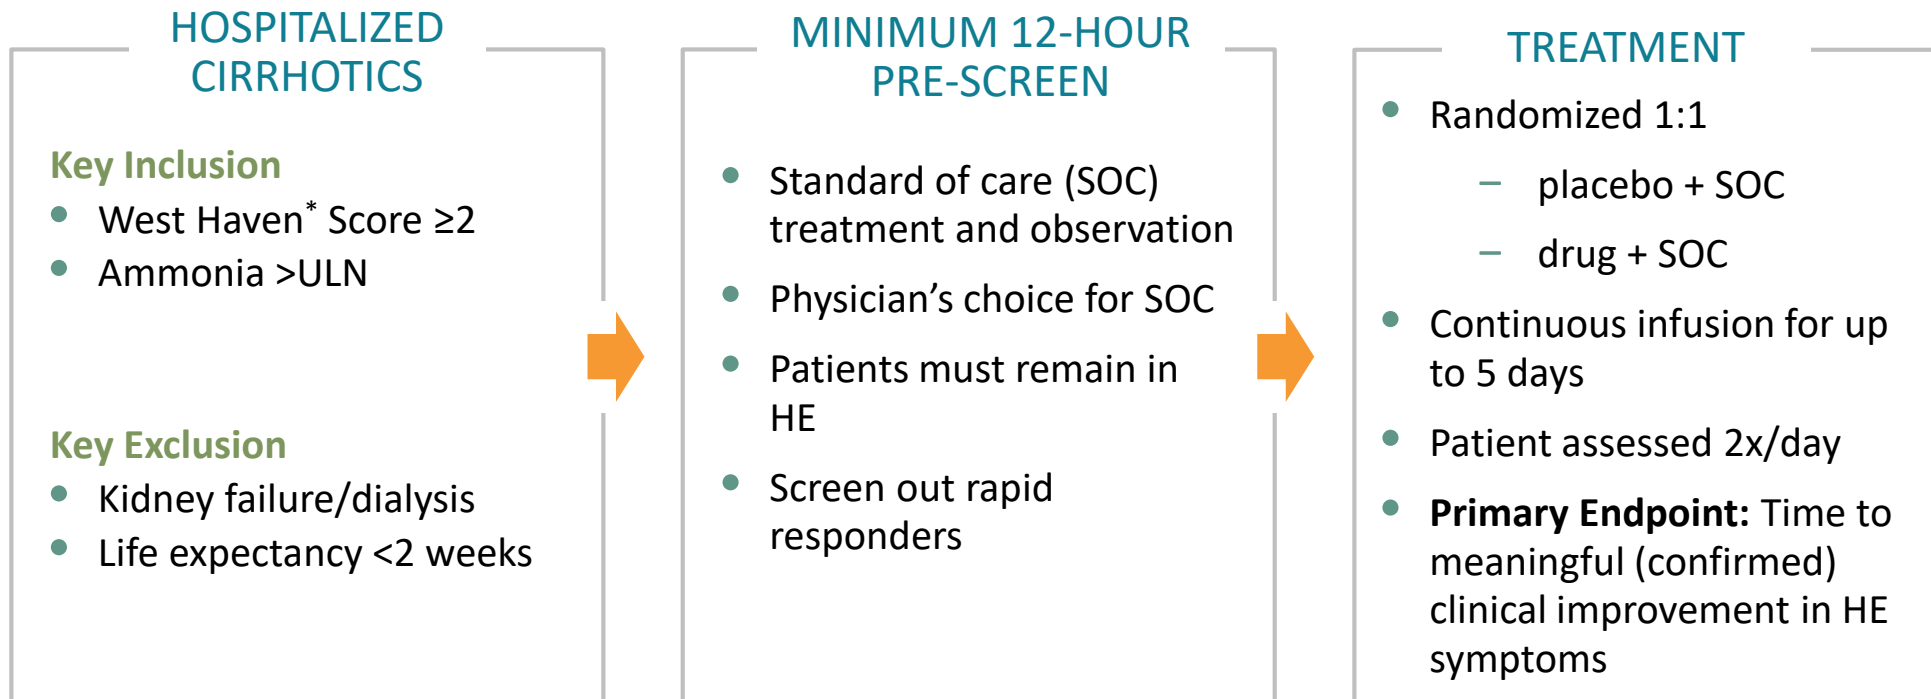 HOSPITALIZED
CIRRHOTICS
Key Inclusion
• West Haven* Score ≥2
• Ammonia >ULN
Key Exclusion
• Kidney failure/dialysis
• Life expectancy <2 weeks
MINIMUM 12-HOUR
PRE-SCREEN
• Standard of care (SOC)
treatment and observation
• Physician’s choice for SOC
• Patients must remain in
HE
• Screen out rapid
responders
TREATMENT
• Randomized 1:1
– placebo + SOC
– drug + SOC
• Continuous infusion for up
to 5 days
• Patient assessed 2x/day
• Primary Endpoint: Time to
meaningful (confirmed)
clinical improvement in HE
symptoms